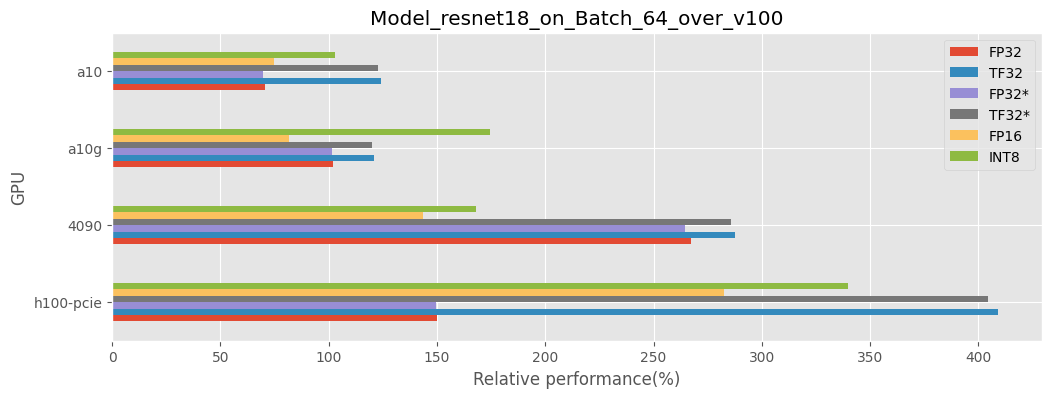 Model_resnet18_on_Batch_64_over_v100
GPU
a10
a10g
4090
h100-pcie
0 50 100 150 200 250 300 350 400
Relative performance(%)
FP32
TF32
FP32*
TF32*
FP16
INT8